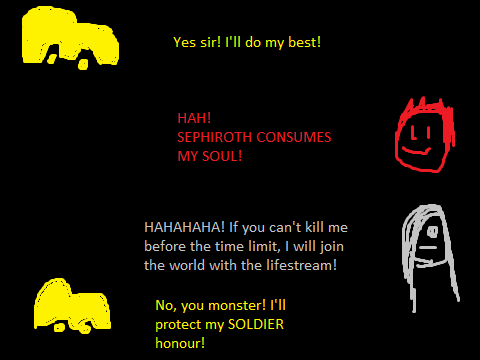 Yes sir! I'll do my best!
HAH!
SEPHIROTH CONSUMES
MY SOUL!
HAHAHAHA! If you can't kill me
before the time limit, I will join
the world with the lifestream!
No, you monster! I'll
protect my SOLDIER
honour!